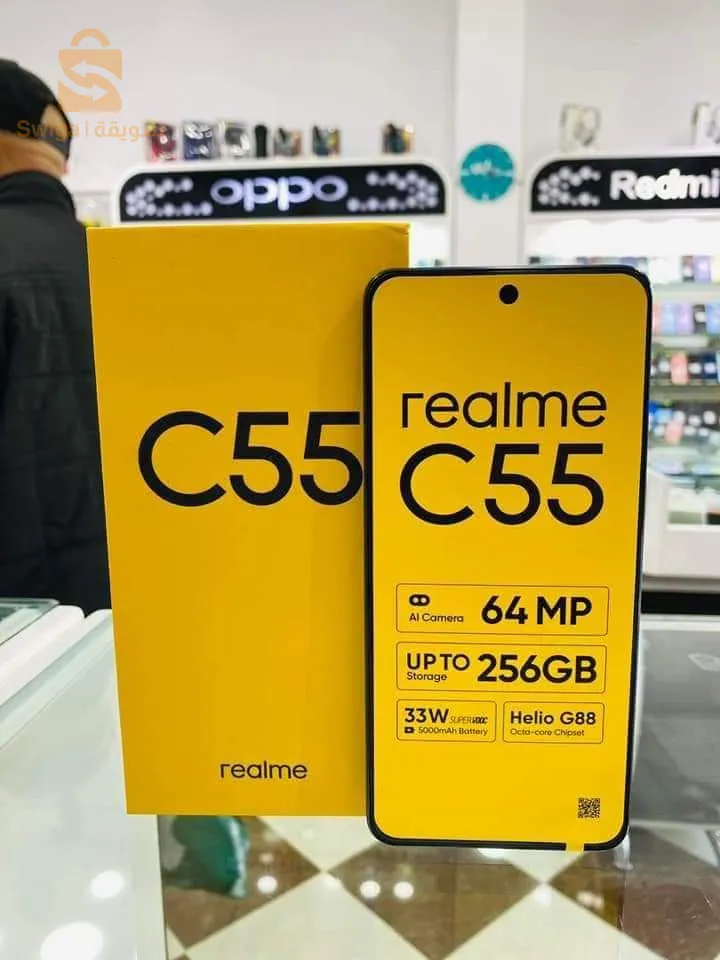 Swiqa | سويقة
oppo
Redmi
C55
realme
realme
C55
AI Camera
64 MP
UP TO
Storage
256GB
33W SUPERVOOC
5000mAh Battery
Helio G88
Octa-core Chipset